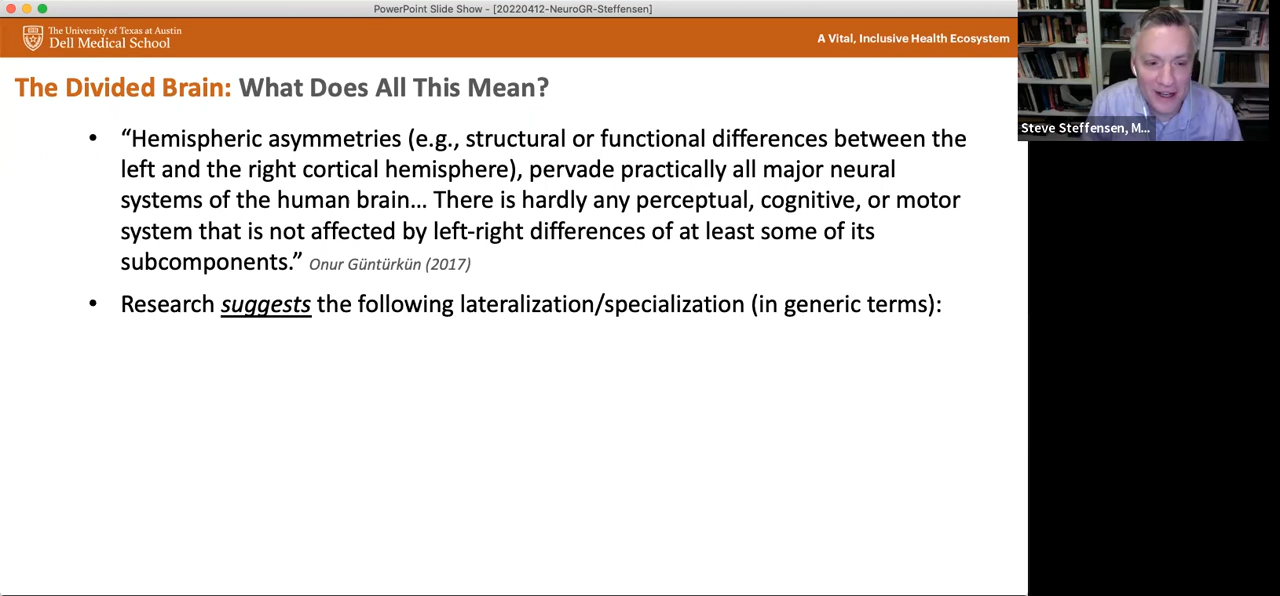 PowerPoint Slide Show - [20220412-NeuroGR-Steffensen]
The University of Texas at Austin
Dell Medical School
A Vital, Inclusive Health Ecosystem
The Divided Brain: What Does All This Mean?
• “Hemispheric asymmetries (e.g., structural or functional differences between the
left and the right cortical hemisphere), pervade practically all major neural
systems of the human brain... There is hardly any perceptual, cognitive, or motor
system that is not affected by left-right differences of at least some of its
subcomponents.” Onur Güntürkün (2017)
• Research suggests the following lateralization/specialization (in generic terms):
Steve Steffensen, M...